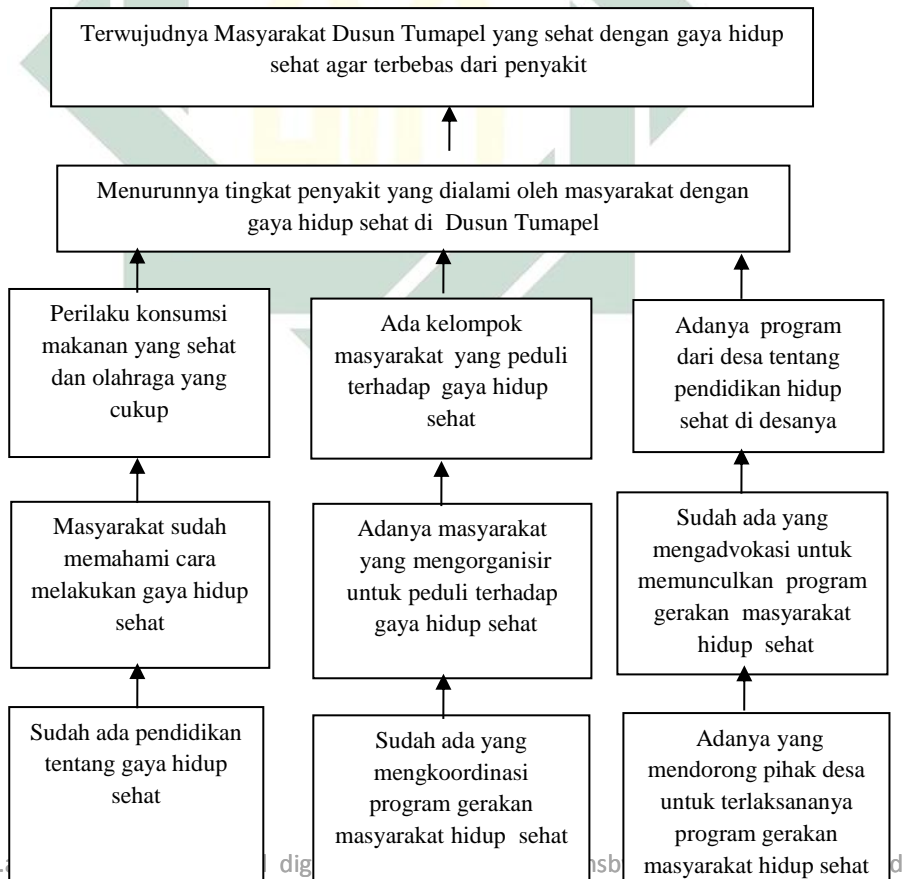 Terwujudnya Masyarakat Dusun Tumapel yang sehat dengan gaya hidup
sehat agar terbebas dari penyakit
Menurunnya tingkat penyakit yang dialami oleh masyarakat dengan
gaya hidup sehat di Dusun Tumapel
Perilaku konsumsi
makanan yang sehat
dan olahraga yang
cukup
Ada kelompok
masyarakat yang peduli
terhadap gaya hidup
sehat
Adanya program
dari desa tentang
pendidikan hidup
sehat di desanya
Masyarakat sudah
memahami cara
melakukan gaya hidup
sehat
Adanya masyarakat
yang mengorganisir
untuk peduli terhadap
gaya hidup sehat
Sudah ada yang
mengadvokasi untuk
memunculkan program
gerakan masyarakat
hidup sehat
Sudah ada pendidikan
tentang gaya hidup
sehat
Sudah ada yang
mengkoordinasi
program gerakan
masyarakat hidup sehat
Adanya yang
mendorong pihak desa
untuk terlaksananya
program gerakan
masyarakat hidup sehat